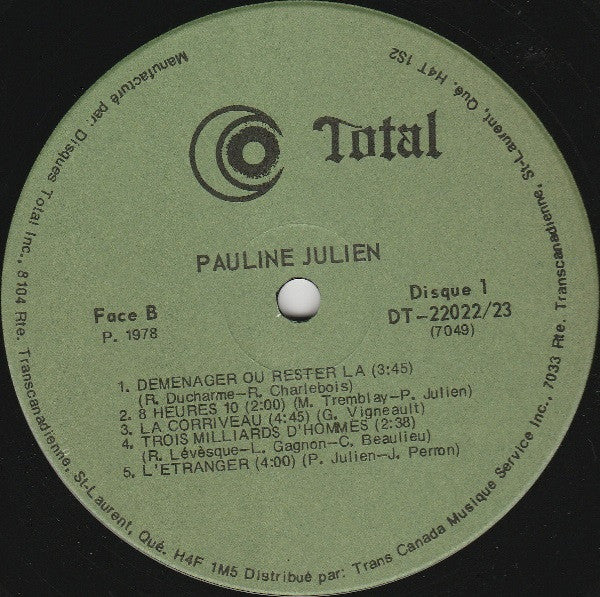 Total
PAULINE JULIEN
Face B
P. 1978
Disque 1
DT-22022/23
(7049)
1. DEMENAGER OU RESTER LA (3:45)
(R. Ducharme-R. Charlebois)
2. 8 HEURES 10 (2:00) (M. Tremblay-P. Julien)
3. LA CORRIVEAU (4:45) (G. Vigneault)
4. TROIS MILLIARDS D'HOMMES (2:38)
(R. Lévèsque-L. Gagnon-C. Beaulieu)
5. L'ETRANGER (4:00) (P. Julien-J. Perron)
Manufacturé par: Disques Total Inc., 8104 Rte. Transcanadienne, St-Laurent, Qué. H4F 1M5 Distribué par: Trans Canada Musique Service Inc., 7033 Rte. Transcanadienne, St-Laurent, Qué. H4T 1S2